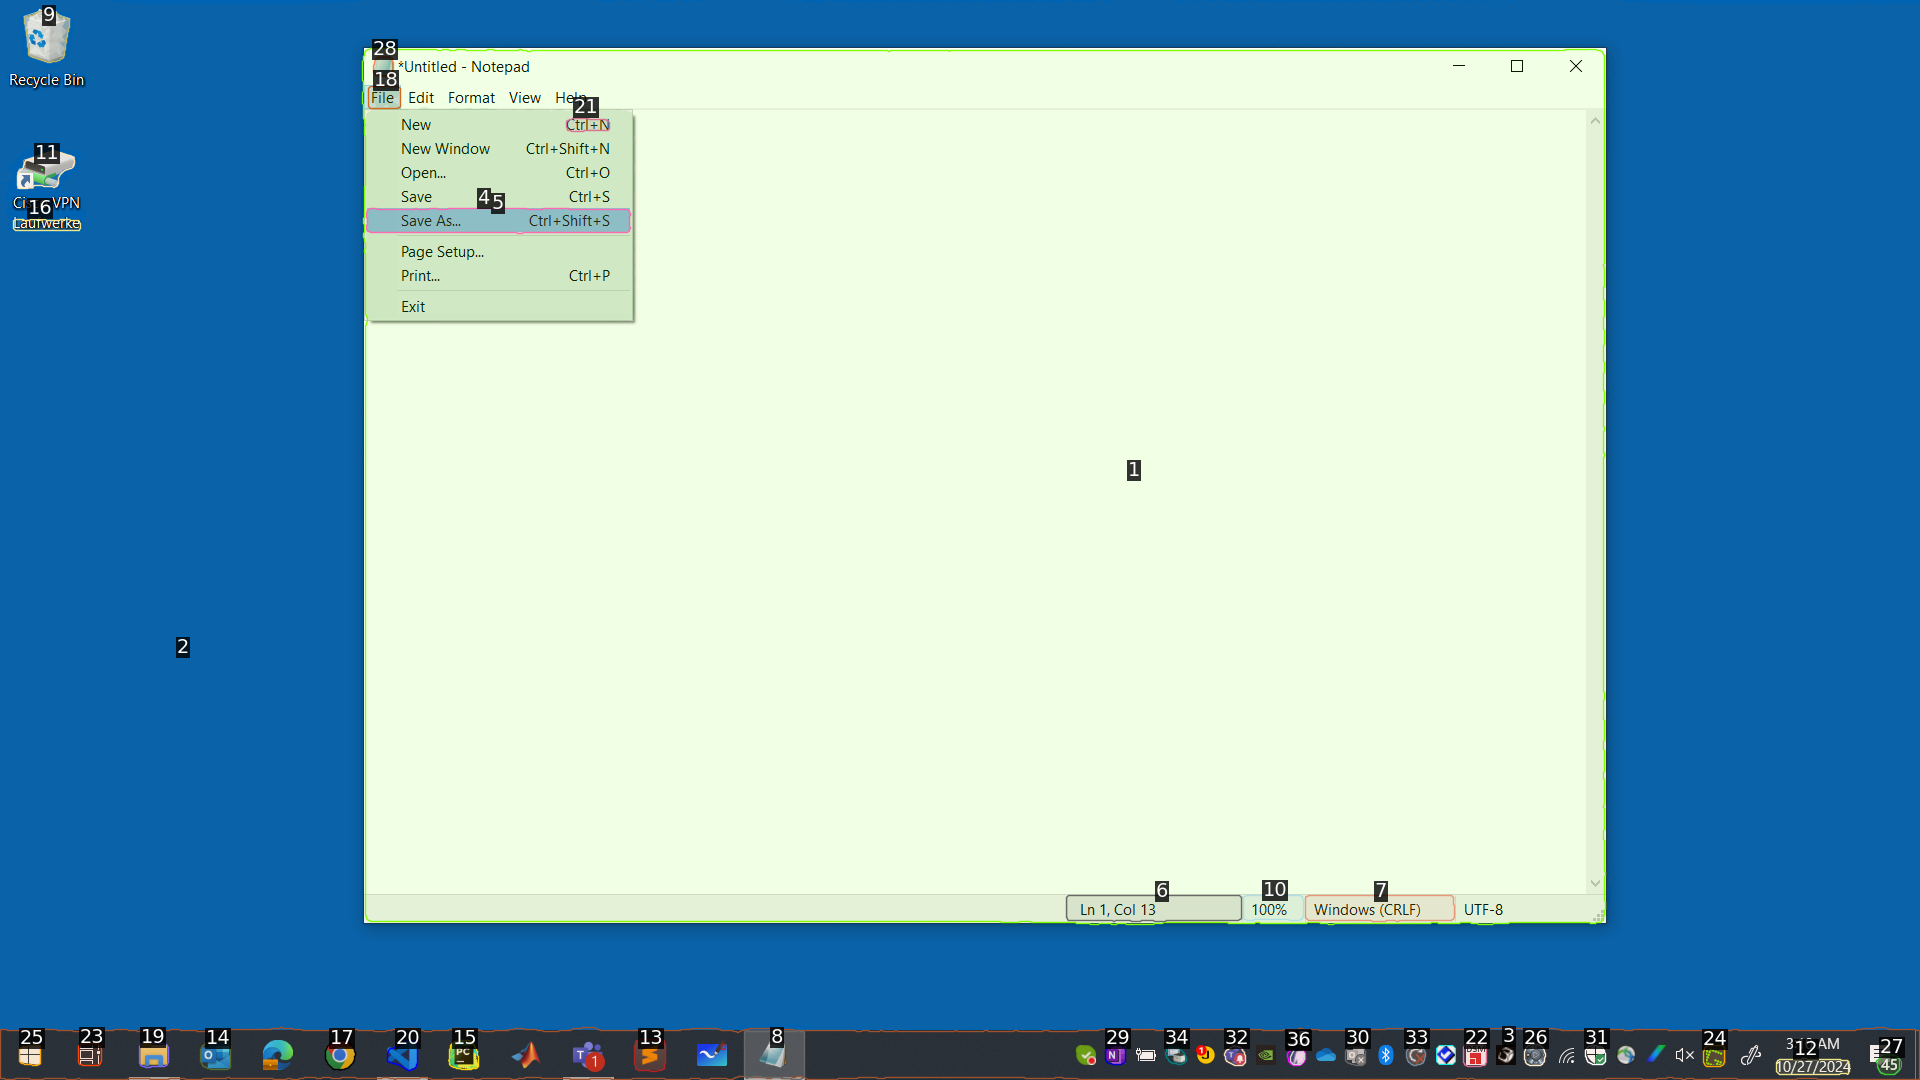 9
Recycle Bin
11
VPN
16
Laufwerke
28
*Untitled - Notepad
18
File Edit Format View Help
21
New Ctrl+N
New Window Ctrl+Shift+N
Open... Ctrl+O
Save 4 5 Ctrl+S
Save As... Ctrl+Shift+S
Page Setup...
Print... Ctrl+P
Exit
1
2
6 10 7
Ln 1, Col 13 100% Windows (CRLF) UTF-8
25 23 19 14 17 20 15 13 8 29 34 32 36 30 33 22 3 26 31 24 12 27
PC
1
AM
10/27/2024
45